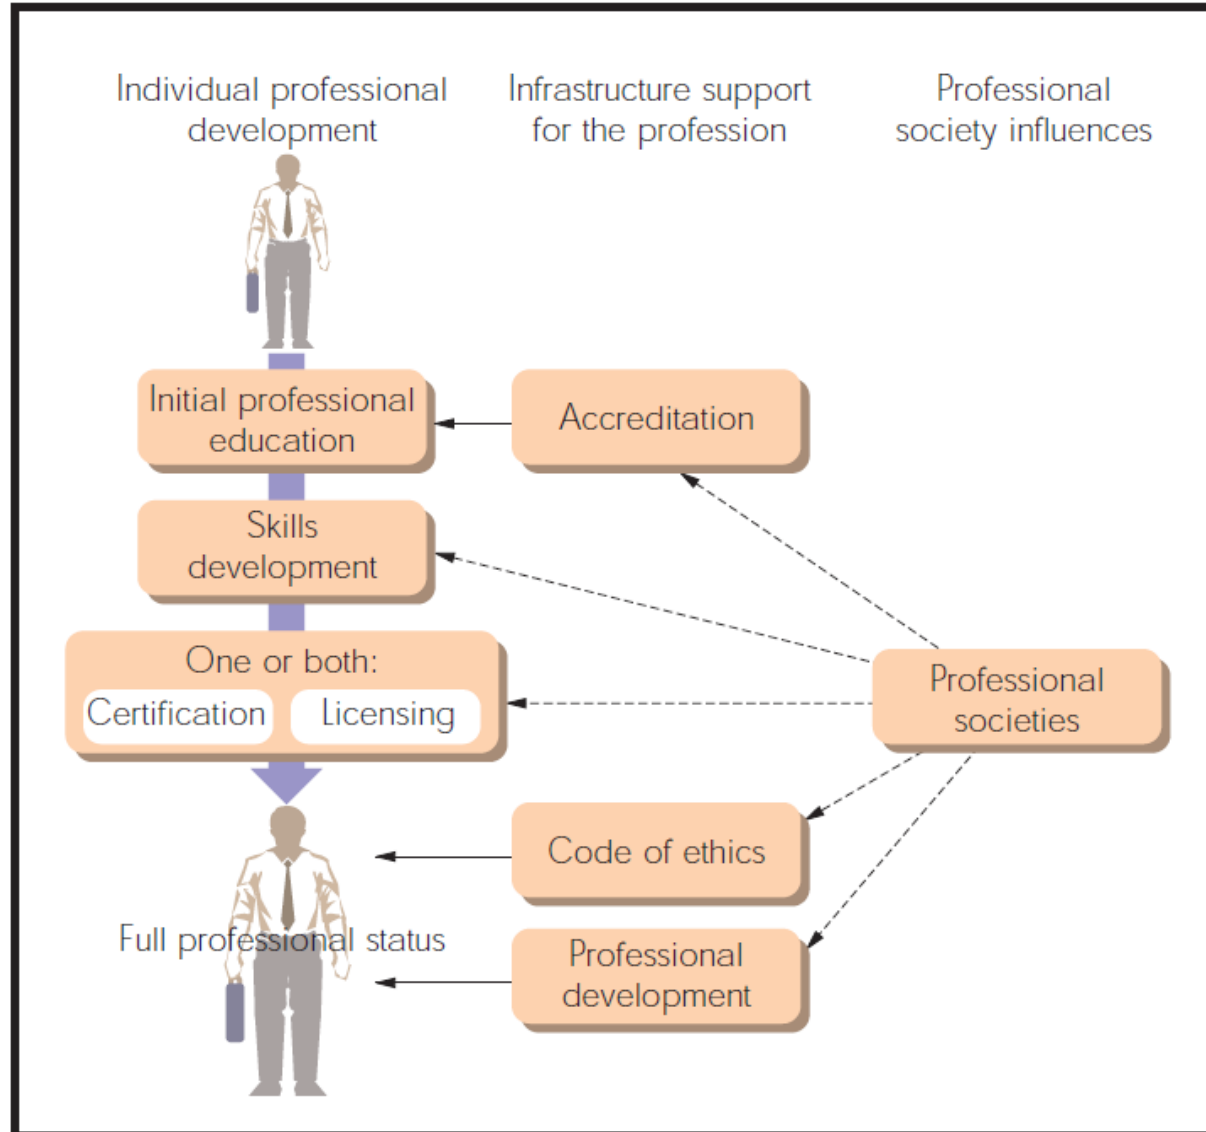 Individual professional
development
Infrastructure support
for the profession
Professional
society influences
Initial professional
education
Accreditation
Skills
development
One or both:
Certification
Licensing
Professional
societies
Code of ethics
Full professional status
Professional
development